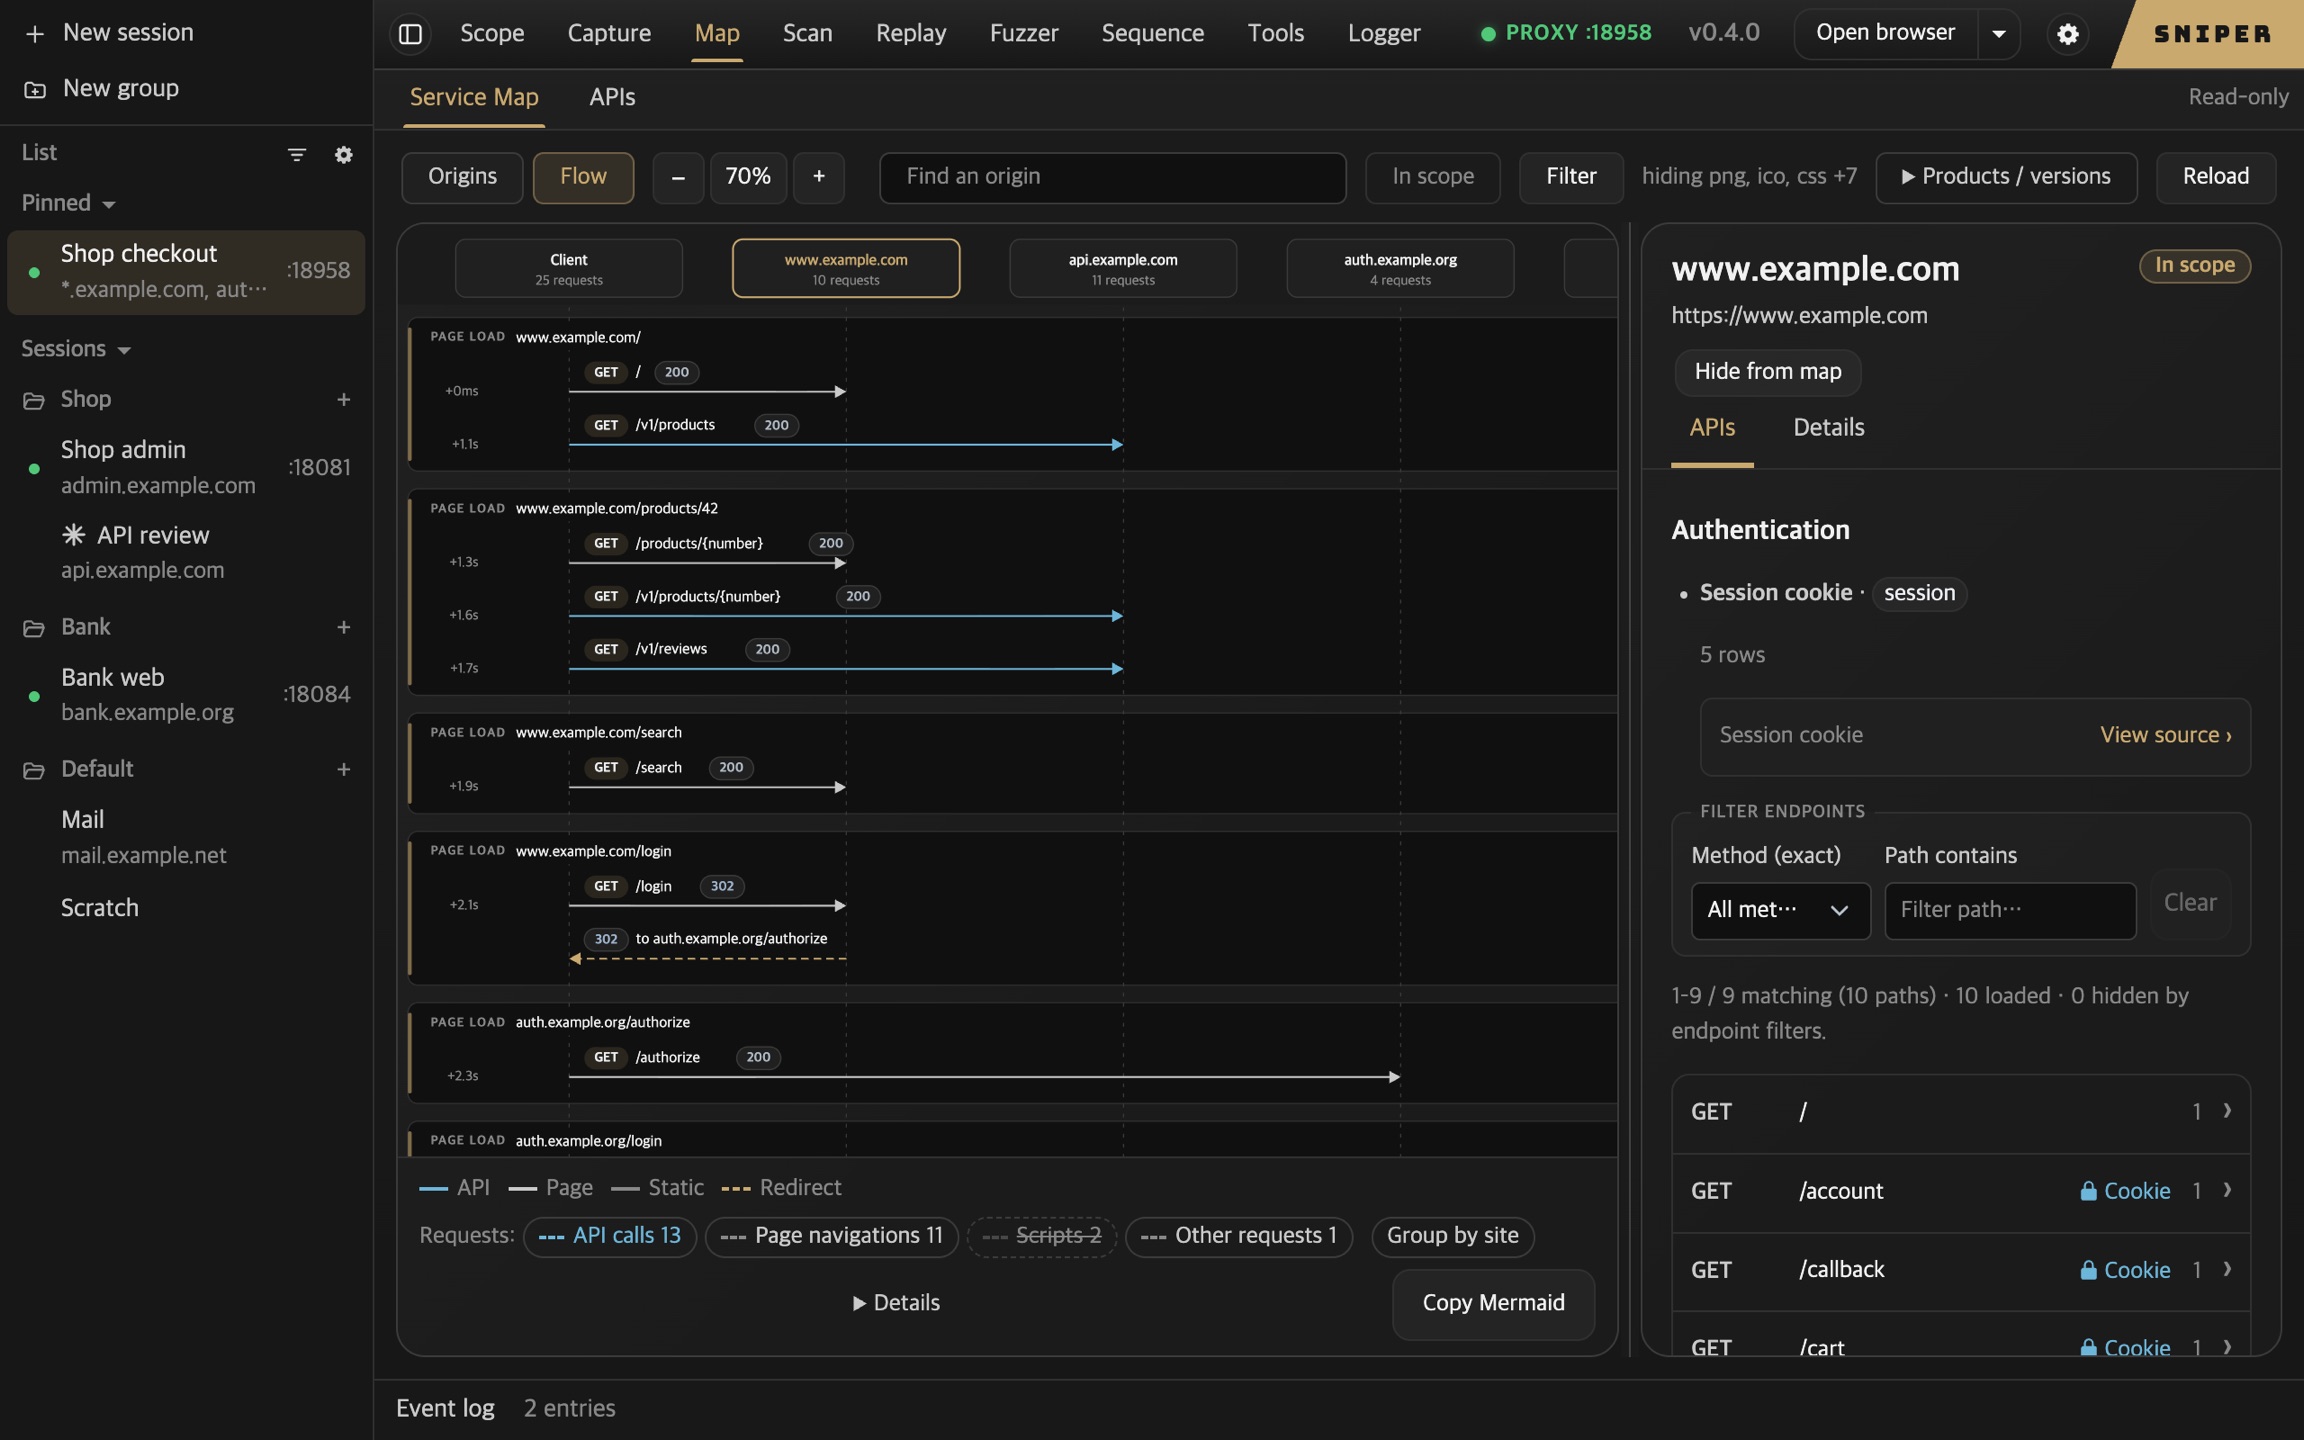 New session
New group
List
Pinned
Shop checkout
*.example.com, aut…
:18958
Sessions
Shop
Shop admin
admin.example.com
:18081
API review
api.example.com
Bank
Bank web
bank.example.org
:18084
Default
Mail
mail.example.net
Scratch
Scope Capture Map Scan Replay Fuzzer Sequence Tools Logger
PROXY :18958 v0.4.0 Open browser SNIPER
Service Map APIs Read-only
Origins Flow – 70% + Find an origin In scope Filter hiding png, ico, css +7 Products / versions Reload
Client
25 requests
www.example.com
10 requests
api.example.com
11 requests
auth.example.org
4 requests
PAGE LOAD www.example.com/
GET / 200
+0ms
GET /v1/products 200
+1.1s
PAGE LOAD www.example.com/products/42
GET /products/{number} 200
+1.3s
GET /v1/products/{number} 200
+1.6s
GET /v1/reviews 200
+1.7s
PAGE LOAD www.example.com/search
GET /search 200
+1.9s
PAGE LOAD www.example.com/login
GET /login 302
+2.1s
302 to auth.example.org/authorize
PAGE LOAD auth.example.org/authorize
GET /authorize 200
+2.3s
PAGE LOAD auth.example.org/login
API Page Static Redirect
Requests: API calls 13 Page navigations 11 Scripts 2 Other requests 1 Group by site
Details
Copy Mermaid
www.example.com
In scope
https://www.example.com
Hide from map
APIs Details
Authentication
• Session cookie · session
5 rows
Session cookie View source ›
FILTER ENDPOINTS
Method (exact) Path contains
All met… Filter path… Clear
1-9 / 9 matching (10 paths) · 10 loaded · 0 hidden by
endpoint filters.
GET / 1 ›
GET /account Cookie 1 ›
GET /callback Cookie 1 ›
GET /cart Cookie 1 ›
Event log 2 entries